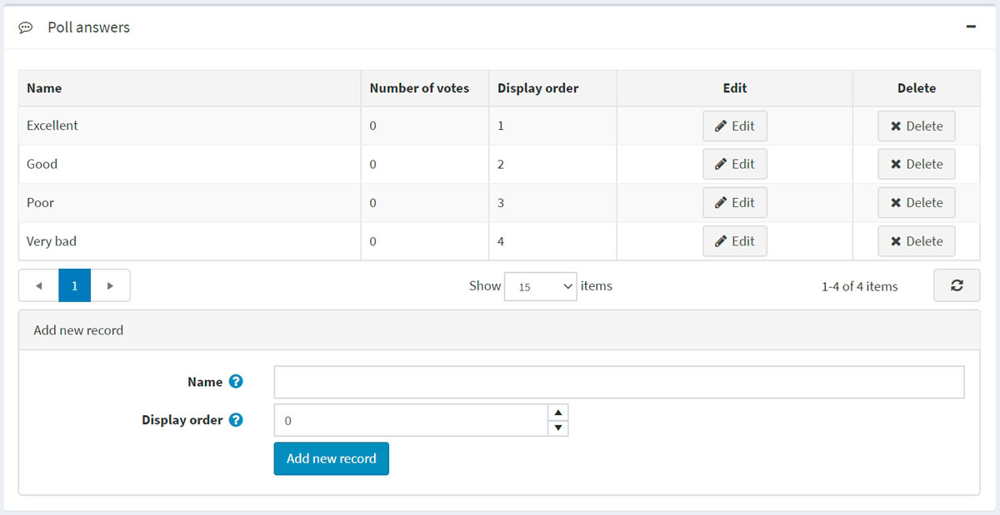 Poll answers
Name Number of votes Display order Edit Delete
Excellent 0 1 Edit Delete
Good 0 2 Edit Delete
Poor 0 3 Edit Delete
Very bad 0 4 Edit Delete
1 Show 15 items 1-4 of 4 items
Add new record
Name ?
Display order ? 0
Add new record